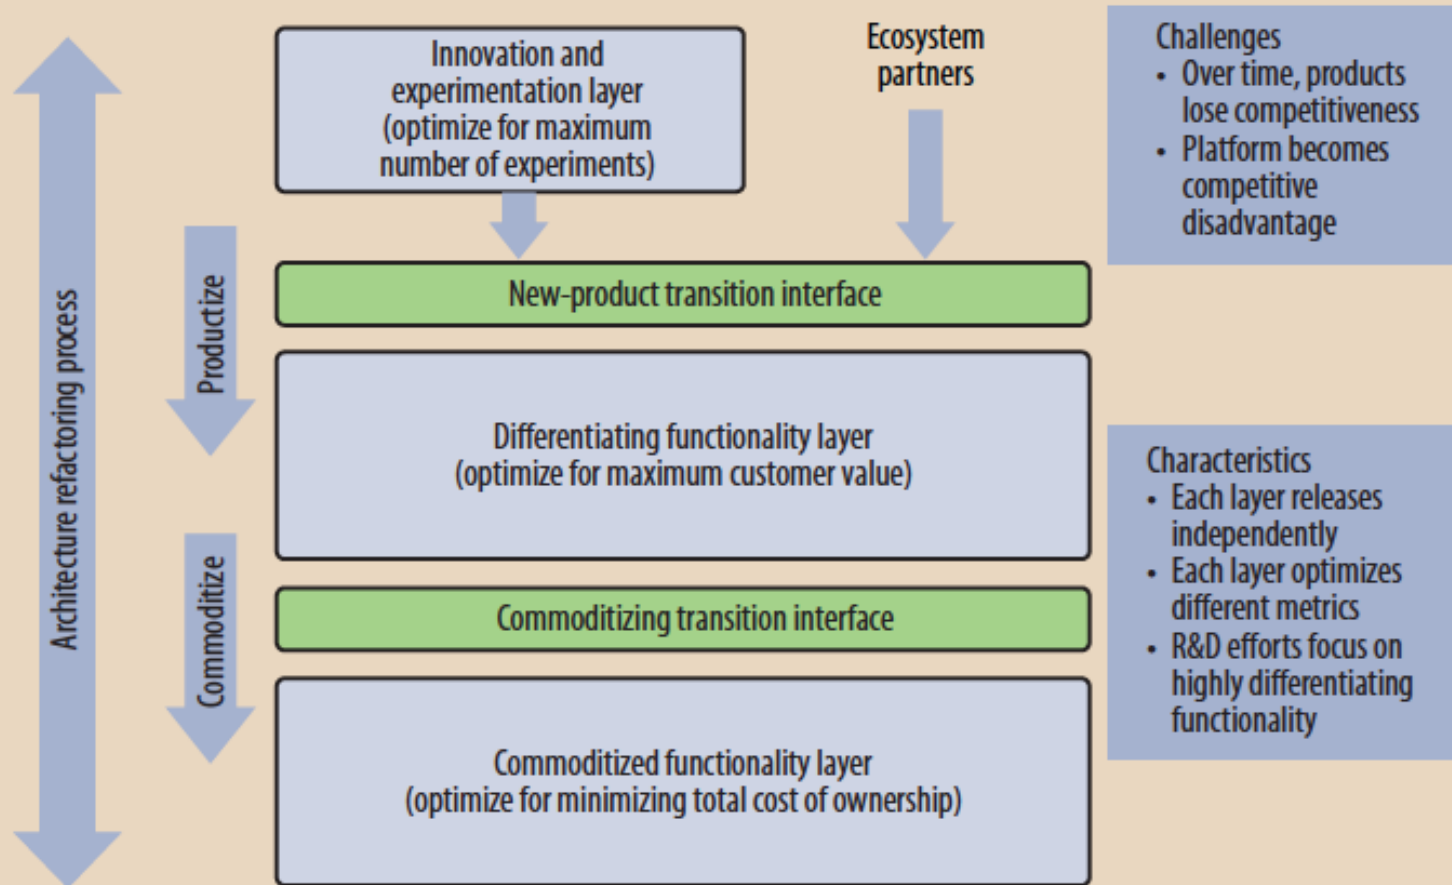 Innovation and
experimentation layer
(optimize for maximum
number of experiments)
Ecosystem
partners
Challenges
• Over time, products
lose competitiveness
• Platform becomes
competitive
disadvantage
Architecture refactoring process
Productize
New-product transition interface
Differentiating functionality layer
(optimize for maximum customer value)
Characteristics
• Each layer releases
independently
• Each layer optimizes
different metrics
• R&D efforts focus on
highly differentiating
functionality
Commoditize
Commoditizing transition interface
Commoditized functionality layer
(optimize for minimizing total cost of ownership)